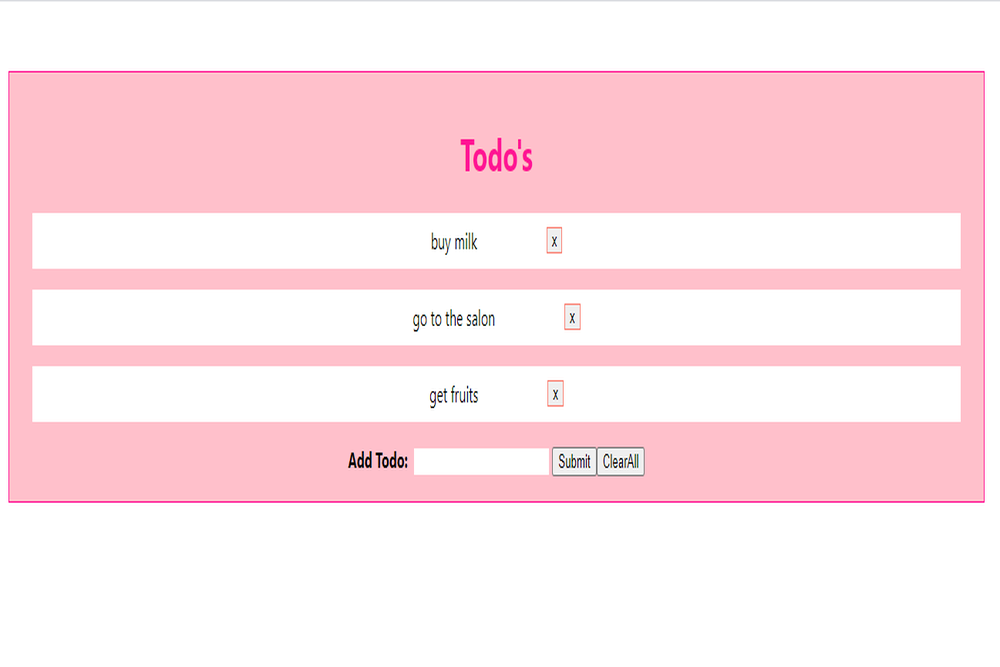 Todo's
buy milk x
go to the salon x
get fruits x
Add Todo: Submit ClearAll